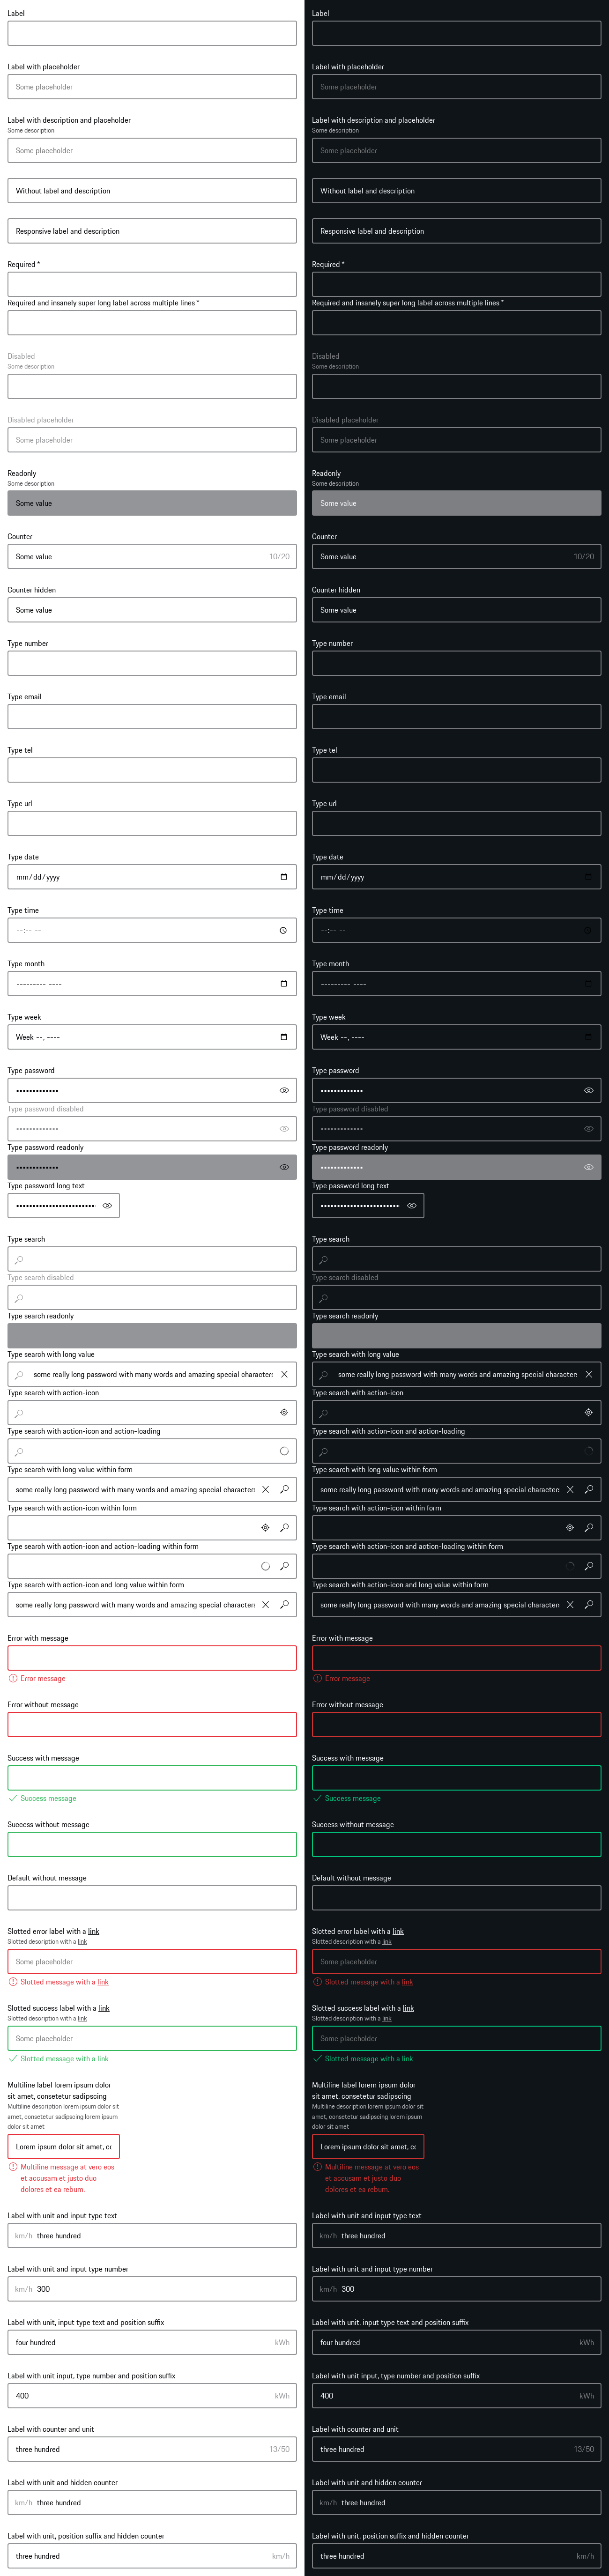 Label
Label with placeholder
Some placeholder
Label with description and placeholder
Some description
Some placeholder
Without label and description
Responsive label and description
Required *
Required and insanely super long label across multiple lines *
Disabled
Some description
Disabled placeholder
Some placeholder
Readonly
Some description
Some value
Counter
Some value 10/20
Counter hidden
Some value
Type number
Type email
Type tel
Type url
Type date
mm/dd/yyyy
Type time
--:-- --
Type month
--------- ----
Type week
Week --, ----
Type password
•••••••••••••
Type password disabled
•••••••••••••
Type password readonly
•••••••••••••
Type password long text
Type search
Type search disabled
Type search readonly
Type search with long value
some really long password with many words and amazing special characters
Type search with action-icon
Type search with action-icon and action-loading
Type search with long value within form
some really long password with many words and amazing special characters
Type search with action-icon within form
Type search with action-icon and action-loading within form
Type search with action-icon and long value within form
some really long password with many words and amazing special characters
Error with message
Error message
Error without message
Success with message
Success message
Success without message
Default without message
Slotted error label with a link
Slotted description with a link
Some placeholder
Slotted message with a link
Slotted success label with a link
Slotted description with a link
Some placeholder
Slotted message with a link
Multiline label lorem ipsum dolor
sit amet, consetetur sadipscing
Multiline description lorem ipsum dolor sit
amet, consetetur sadipscing lorem ipsum
dolor sit amet
Lorem ipsum dolor sit amet, co
Multiline message at vero eos
et accusam et justo duo
dolores et ea rebum.
Label with unit and input type text
km/h three hundred
Label with unit and input type number
km/h 300
Label with unit, input type text and position suffix
four hundred kWh
Label with unit input, type number and position suffix
400 kWh
Label with counter and unit
three hundred 13/50
Label with unit and hidden counter
km/h three hundred
Label with unit, position suffix and hidden counter
three hundred km/h
Label
Label with placeholder
Some placeholder
Label with description and placeholder
Some description
Some placeholder
Without label and description
Responsive label and description
Required *
Required and insanely super long label across multiple lines *
Disabled
Some description
Disabled placeholder
Some placeholder
Readonly
Some description
Some value
Counter
Some value 10/20
Counter hidden
Some value
Type number
Type email
Type tel
Type url
Type date
mm/dd/yyyy
Type time
--:-- --
Type month
--------- ----
Type week
Week --, ----
Type password
•••••••••••••
Type password disabled
•••••••••••••
Type password readonly
•••••••••••••
Type password long text
Type search
Type search disabled
Type search readonly
Type search with long value
some really long password with many words and amazing special characters
Type search with action-icon
Type search with action-icon and action-loading
Type search with long value within form
some really long password with many words and amazing special characters
Type search with action-icon within form
Type search with action-icon and action-loading within form
Type search with action-icon and long value within form
some really long password with many words and amazing special characters
Error with message
Error message
Error without message
Success with message
Success message
Success without message
Default without message
Slotted error label with a link
Slotted description with a link
Some placeholder
Slotted message with a link
Slotted success label with a link
Slotted description with a link
Some placeholder
Slotted message with a link
Multiline label lorem ipsum dolor
sit amet, consetetur sadipscing
Multiline description lorem ipsum dolor sit
amet, consetetur sadipscing lorem ipsum
dolor sit amet
Lorem ipsum dolor sit amet, co
Multiline message at vero eos
et accusam et justo duo
dolores et ea rebum.
Label with unit and input type text
km/h three hundred
Label with unit and input type number
km/h 300
Label with unit, input type text and position suffix
four hundred kWh
Label with unit input, type number and position suffix
400 kWh
Label with counter and unit
three hundred 13/50
Label with unit and hidden counter
km/h three hundred
Label with unit, position suffix and hidden counter
three hundred km/h